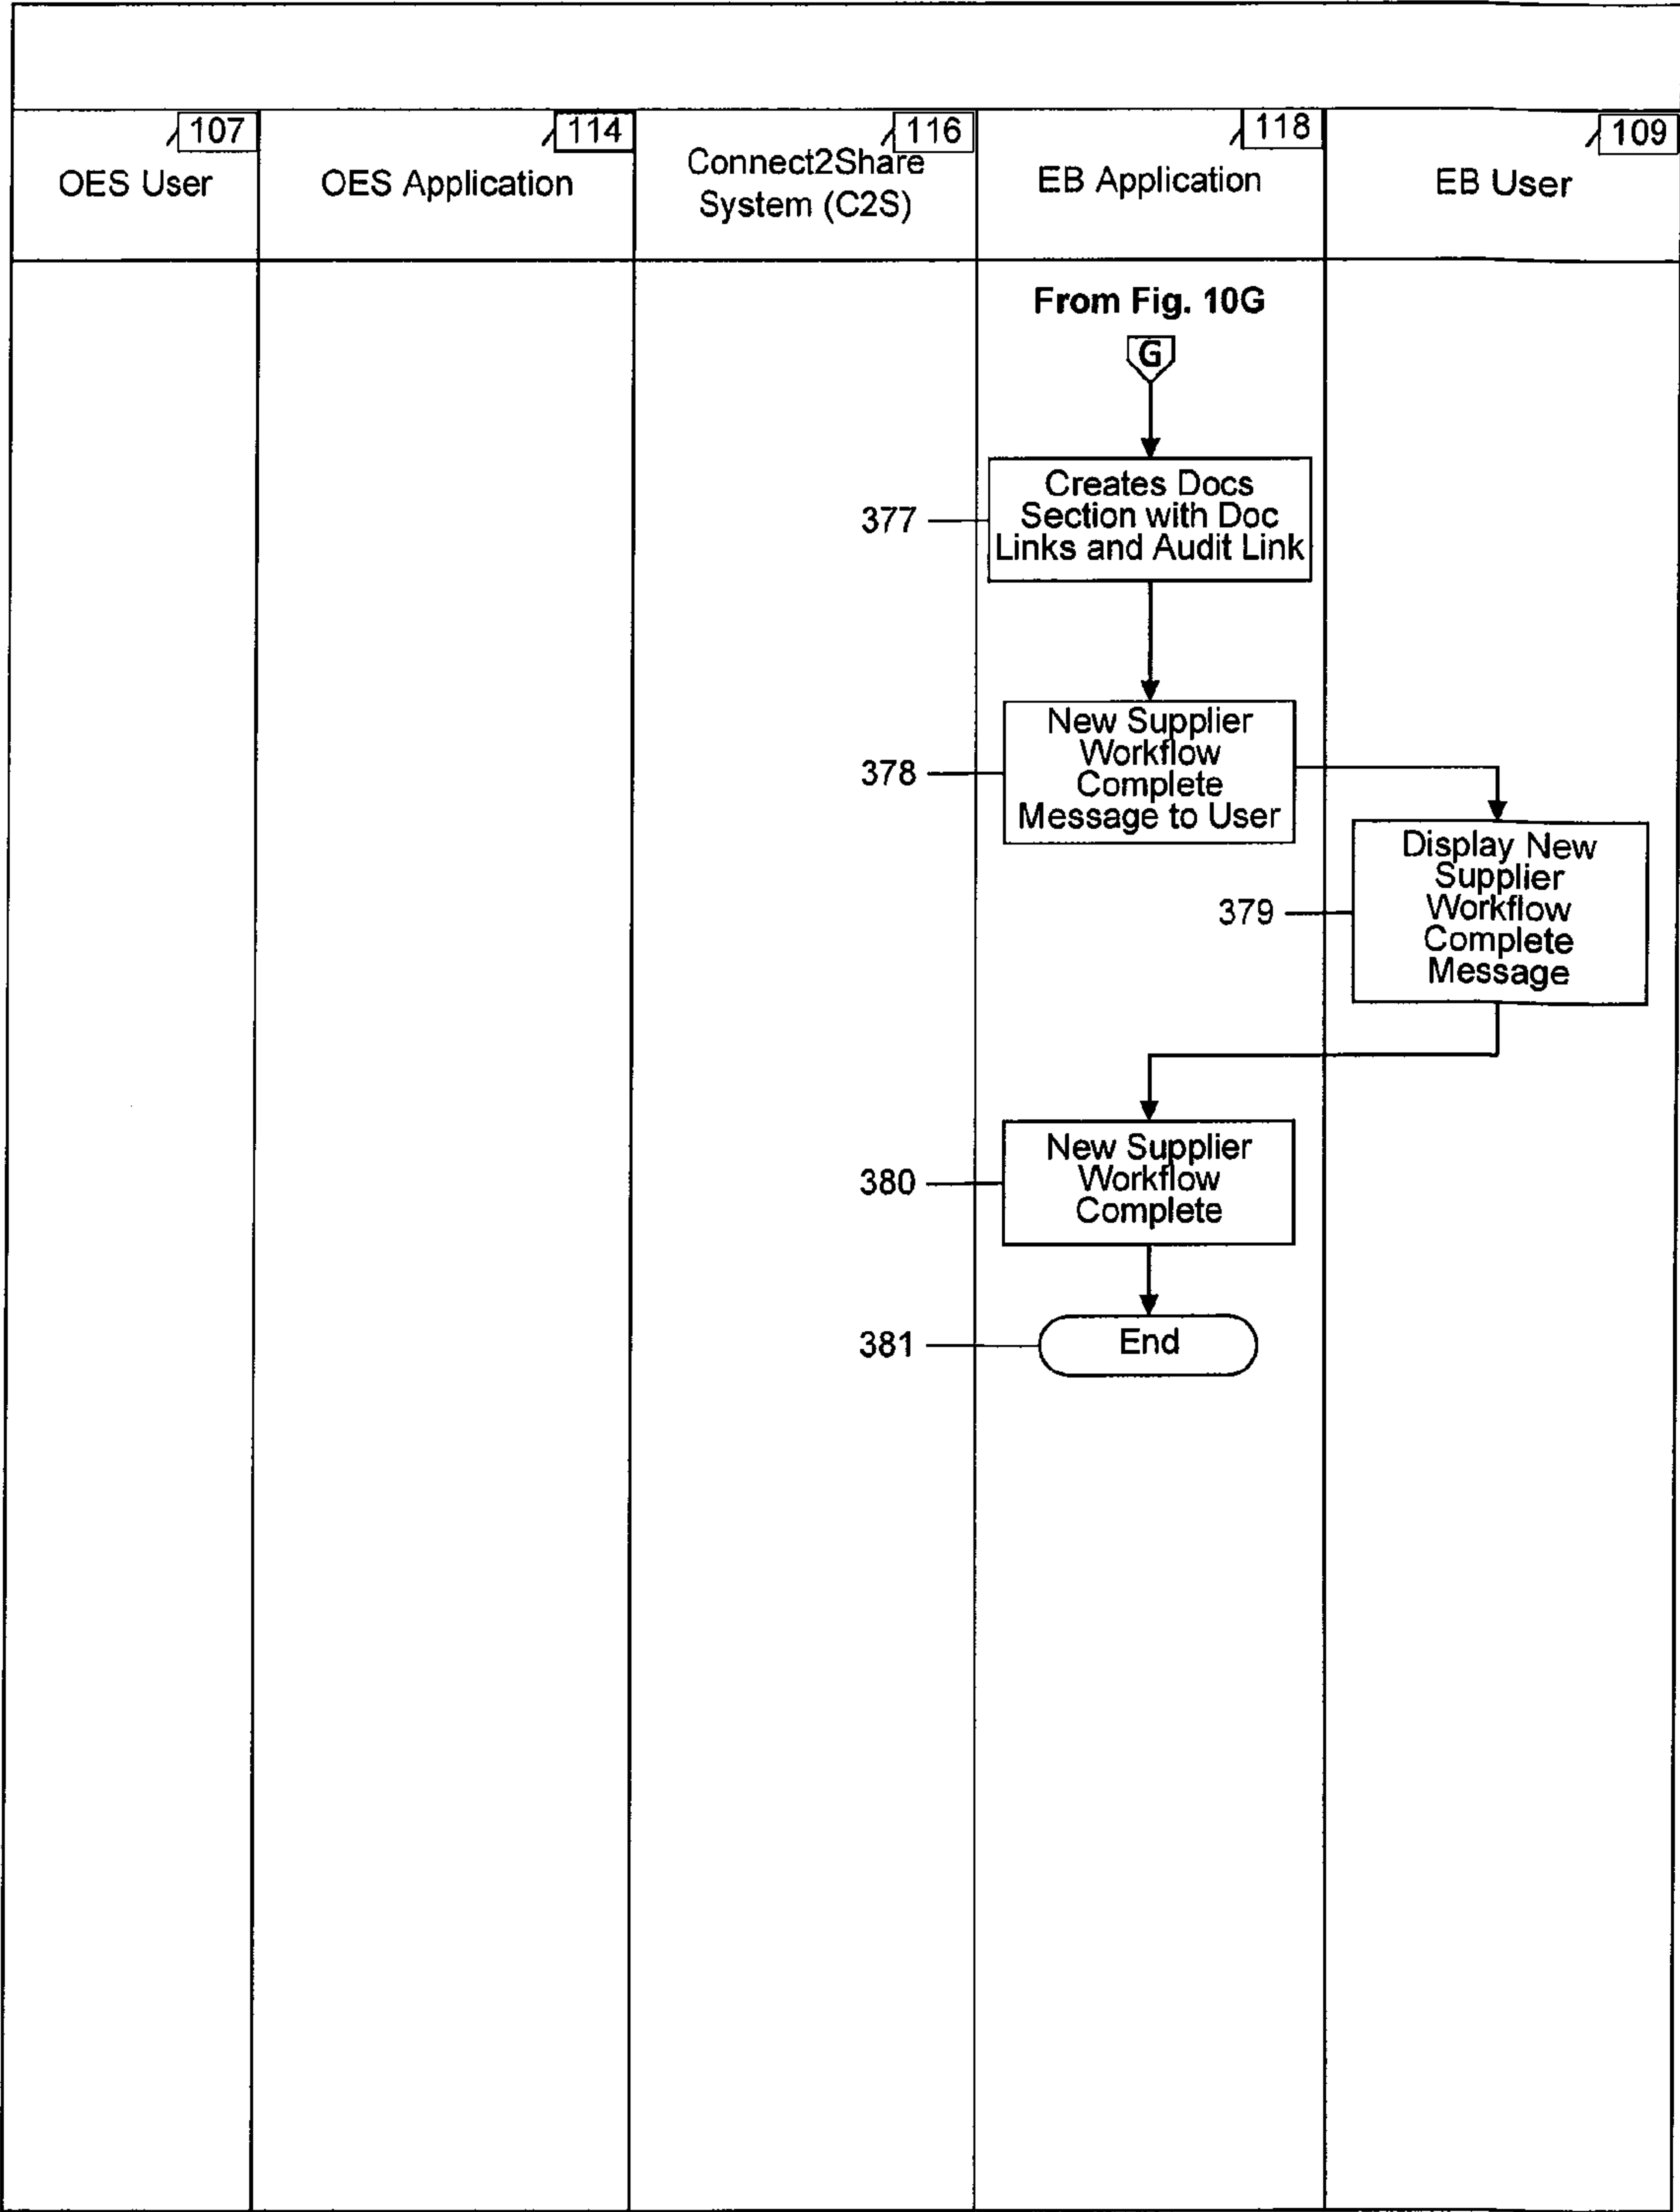 107
OES User
114
OES Application
116
Connect2Share
System (C2S)
118
EB Application
109
EB User
From Fig. 10G
G
377
Creates Docs
Section with Doc
Links and Audit Link
378
New Supplier
Workflow
Complete
Message to User
379
Display New
Supplier
Workflow
Complete
Message
380
New Supplier
Workflow
Complete
381
End